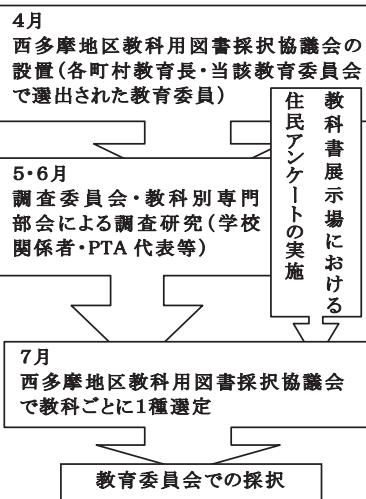 4月
西多摩地区教科用図書採択協議会の
設置(各町村教育長・当該教育委員会
で選出された教育委員)
教科書展示場における
住民アンケートの実施
5・6月
調査委員会・教科別専門
部会による調査研究(学校
関係者・PTA代表等)
7月
西多摩地区教科用図書採択協議会
で教科ごとに1種選定
教育委員会での採択